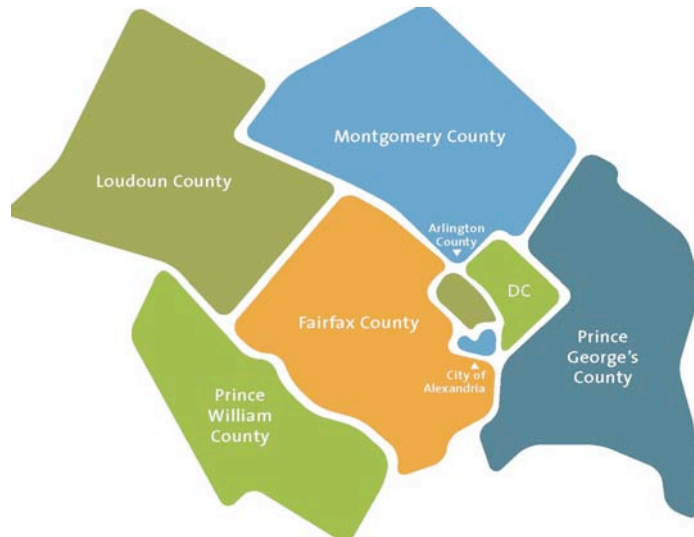 Montgomery County
Loudoun County
Arlington
County
DC
Fairfax County
Prince
George's
County
City of
Alexandria
Prince
William
County